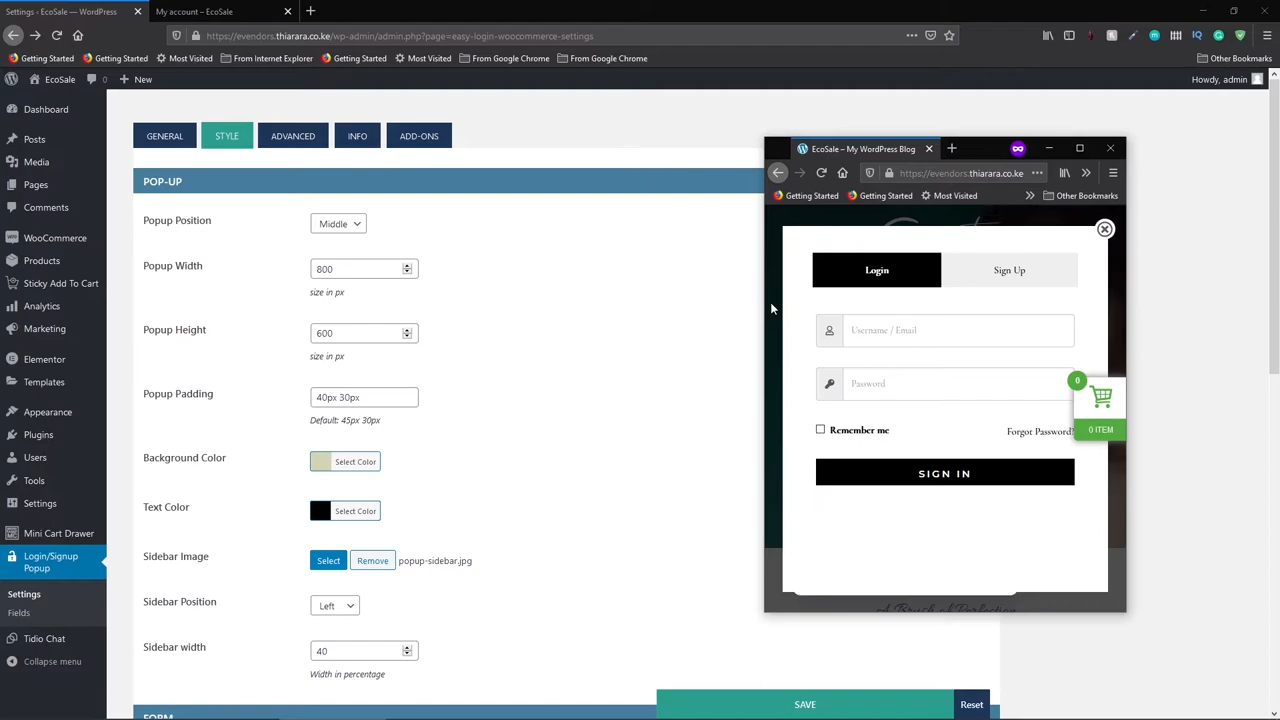 Settings ‹ EcoSale — WordPress
My account – EcoSale
https://evendors.thiarara.co.ke/wp-admin/admin.php?page=easy-login-woocommerce-settings
Getting Started
Getting Started
Most Visited
From Internet Explorer
Getting Started
Most Visited
From Google Chrome
From Google Chrome
Other Bookmarks
EcoSale
0
New
Howdy, admin
Dashboard
Posts
Media
Pages
Comments
WooCommerce
Products
Sticky Add To Cart
Analytics
Marketing
Elementor
Templates
Appearance
Plugins
Users
Tools
Settings
Mini Cart Drawer
Login/Signup
Popup
Settings
Fields
Tidio Chat
Collapse menu
GENERAL
STYLE
ADVANCED
INFO
ADD-ONS
POP-UP
Popup Position
Middle
Popup Width
800
size in px
Popup Height
600
size in px
Popup Padding
40px 30px
Default: 45px 30px
Background Color
Select Color
Text Color
Select Color
Sidebar Image
Select
Remove
popup-sidebar.jpg
Sidebar Position
Left
Sidebar width
40
Width in percentage
FORM
SAVE
Reset
EcoSale – My WordPress Blog
https://evendors.thiarara.co.ke
Getting Started
Getting Started
Most Visited
Other Bookmarks
Login
Sign Up
Username / Email
Password
0
0 ITEM
Remember me
Forgot Password?
SIGN IN
A Brush of Perfection